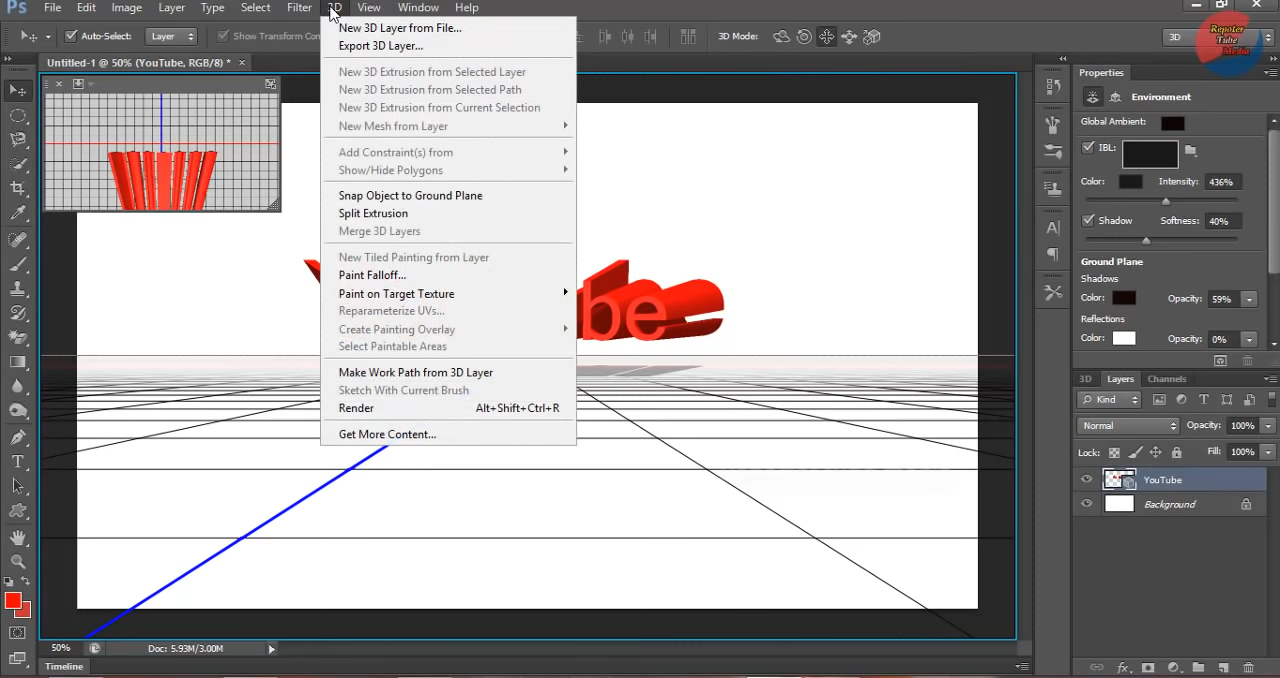 Ps File Edit Image Layer Type Select Filter 3D View Window Help
Auto-Select: Layer Show Transform Con 3D Mode: 3D
Repoter Tube Media
Untitled-1 @ 50% (YouTube, RGB/8) *
New 3D Layer from File...
Export 3D Layer...
New 3D Extrusion from Selected Layer
New 3D Extrusion from Selected Path
New 3D Extrusion from Current Selection
New Mesh from Layer
Add Constraint(s) from
Show/Hide Polygons
Snap Object to Ground Plane
Split Extrusion
Merge 3D Layers
New Tiled Painting from Layer
Paint Falloff...
Paint on Target Texture
Reparameterize UVs...
Create Painting Overlay
Select Paintable Areas
Make Work Path from 3D Layer
Sketch With Current Brush
Render Alt+Shift+Ctrl+R
Get More Content...
be
Properties
Environment
Global Ambient:
IBL:
Color: Intensity: 436%
Shadow Softness: 40%
Ground Plane
Shadows
Color: Opacity: 59%
Reflections
Color: Opacity: 0%
3D Layers Channels
Kind
Normal Opacity: 100%
Lock: Fill: 100%
YouTube
Background
50% Doc: 5.93M/3.00M
Timeline